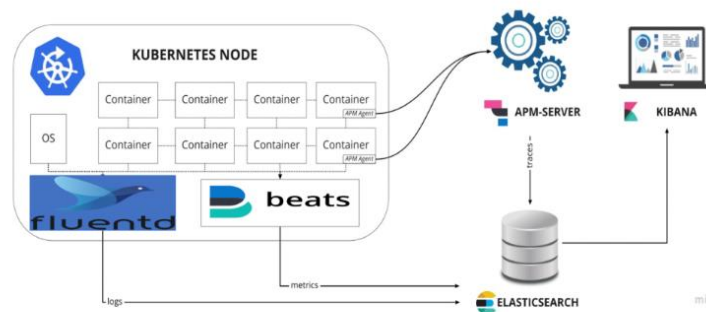 KUBERNETES NODE
Container Container Container Container
APM Agent
OS
Container Container Container Container
APM Agent
fluentd
beats
APM-SERVER
KIBANA
traces
metrics
logs
ELASTICSEARCH
mi